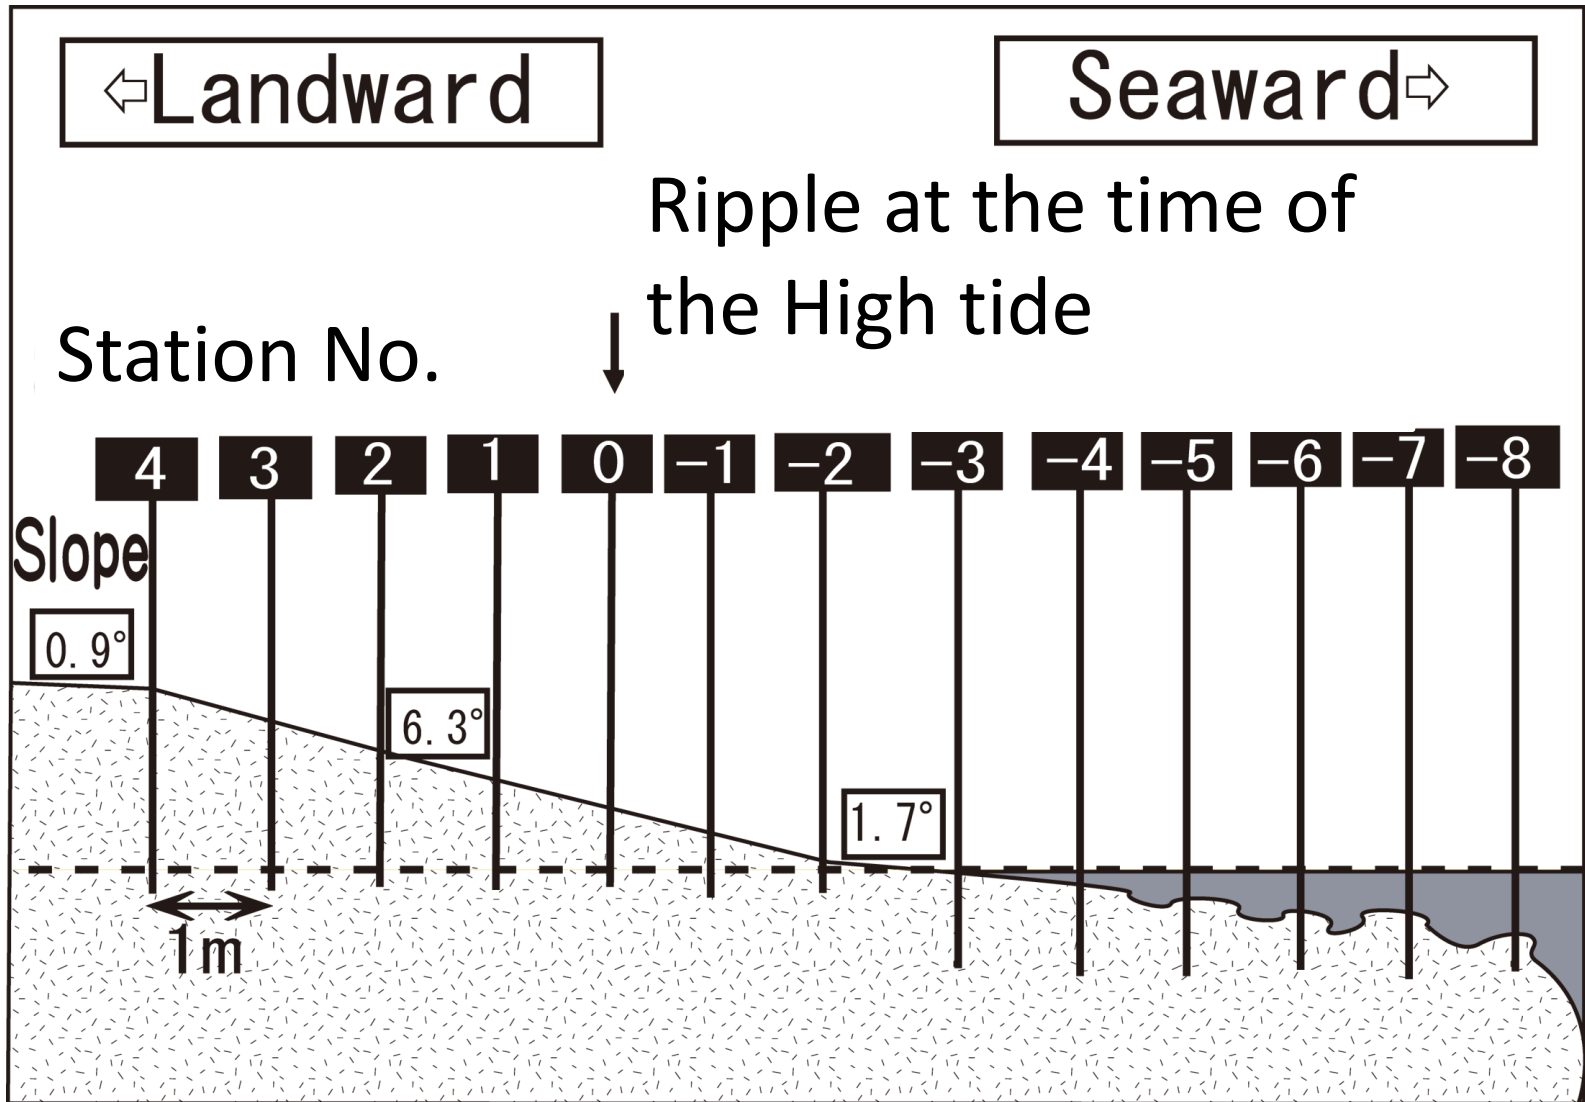 ⇦Landward
Seaward⇨
Ripple at the time of
the High tide
Station No.
4 3 2 1 0 −1 −2 −3 −4 −5 −6 −7 −8
Slope
0.9°
6.3°
1.7°
1m